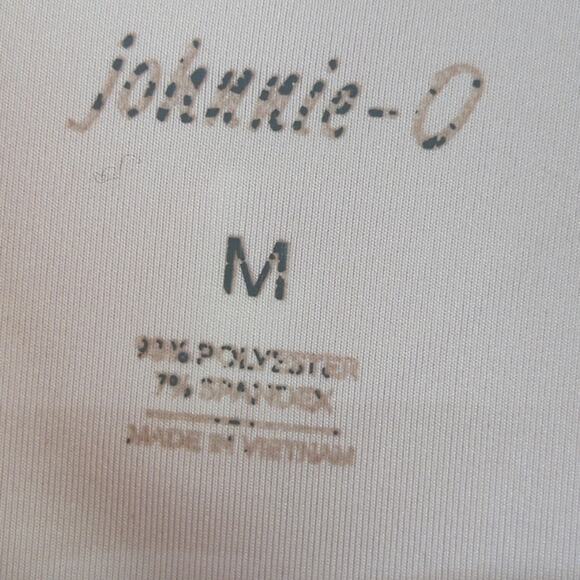 johnnie-O
M
93% POLYESTER
7% SPANDEX
MADE IN VIETNAM